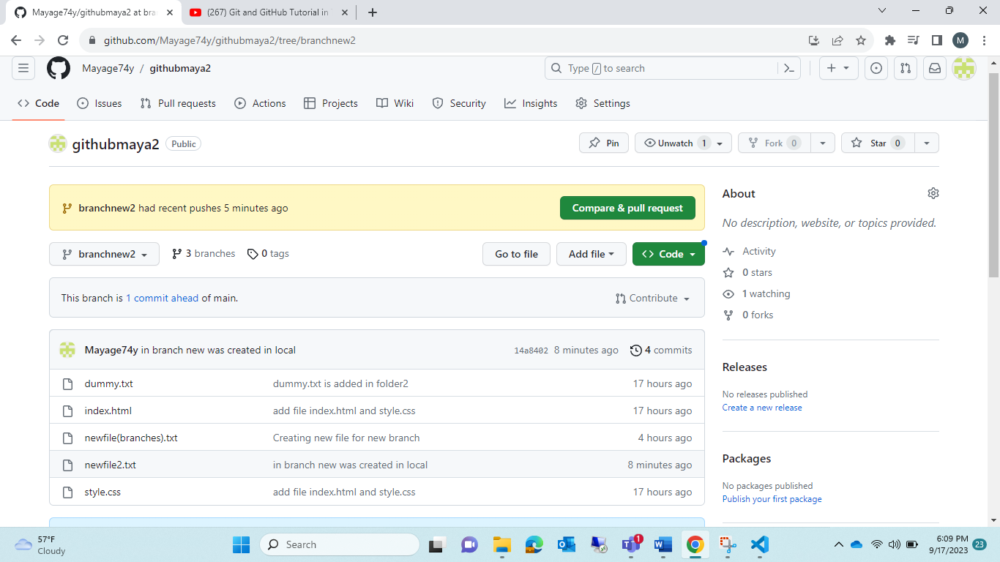 Mayage74y/githubmaya2 at bra
(267) Git and GitHub Tutorial in
github.com/Mayage74y/githubmaya2/tree/branchnew2
M
Mayage74y / githubmaya2
Type / to search
Code
Issues
Pull requests
Actions
Projects
Wiki
Security
Insights
Settings
githubmaya2 Public
Pin
Unwatch 1
Fork 0
Star 0
branchnew2 had recent pushes 5 minutes ago
Compare & pull request
branchnew2
3 branches
0 tags
Go to file
Add file
Code
This branch is 1 commit ahead of main.
Contribute
Mayage74y in branch new was created in local 14a8402 8 minutes ago 4 commits
dummy.txt dummy.txt is added in folder2 17 hours ago
index.html add file index.html and style.css 17 hours ago
newfile(branches).txt Creating new file for new branch 4 hours ago
newfile2.txt in branch new was created in local 8 minutes ago
style.css add file index.html and style.css 17 hours ago
About
No description, website, or topics provided.
Activity
0 stars
1 watching
0 forks
Releases
No releases published
Create a new release
Packages
No packages published
Publish your first package
57°F
Cloudy
Search
1
6:09 PM
9/17/2023
23